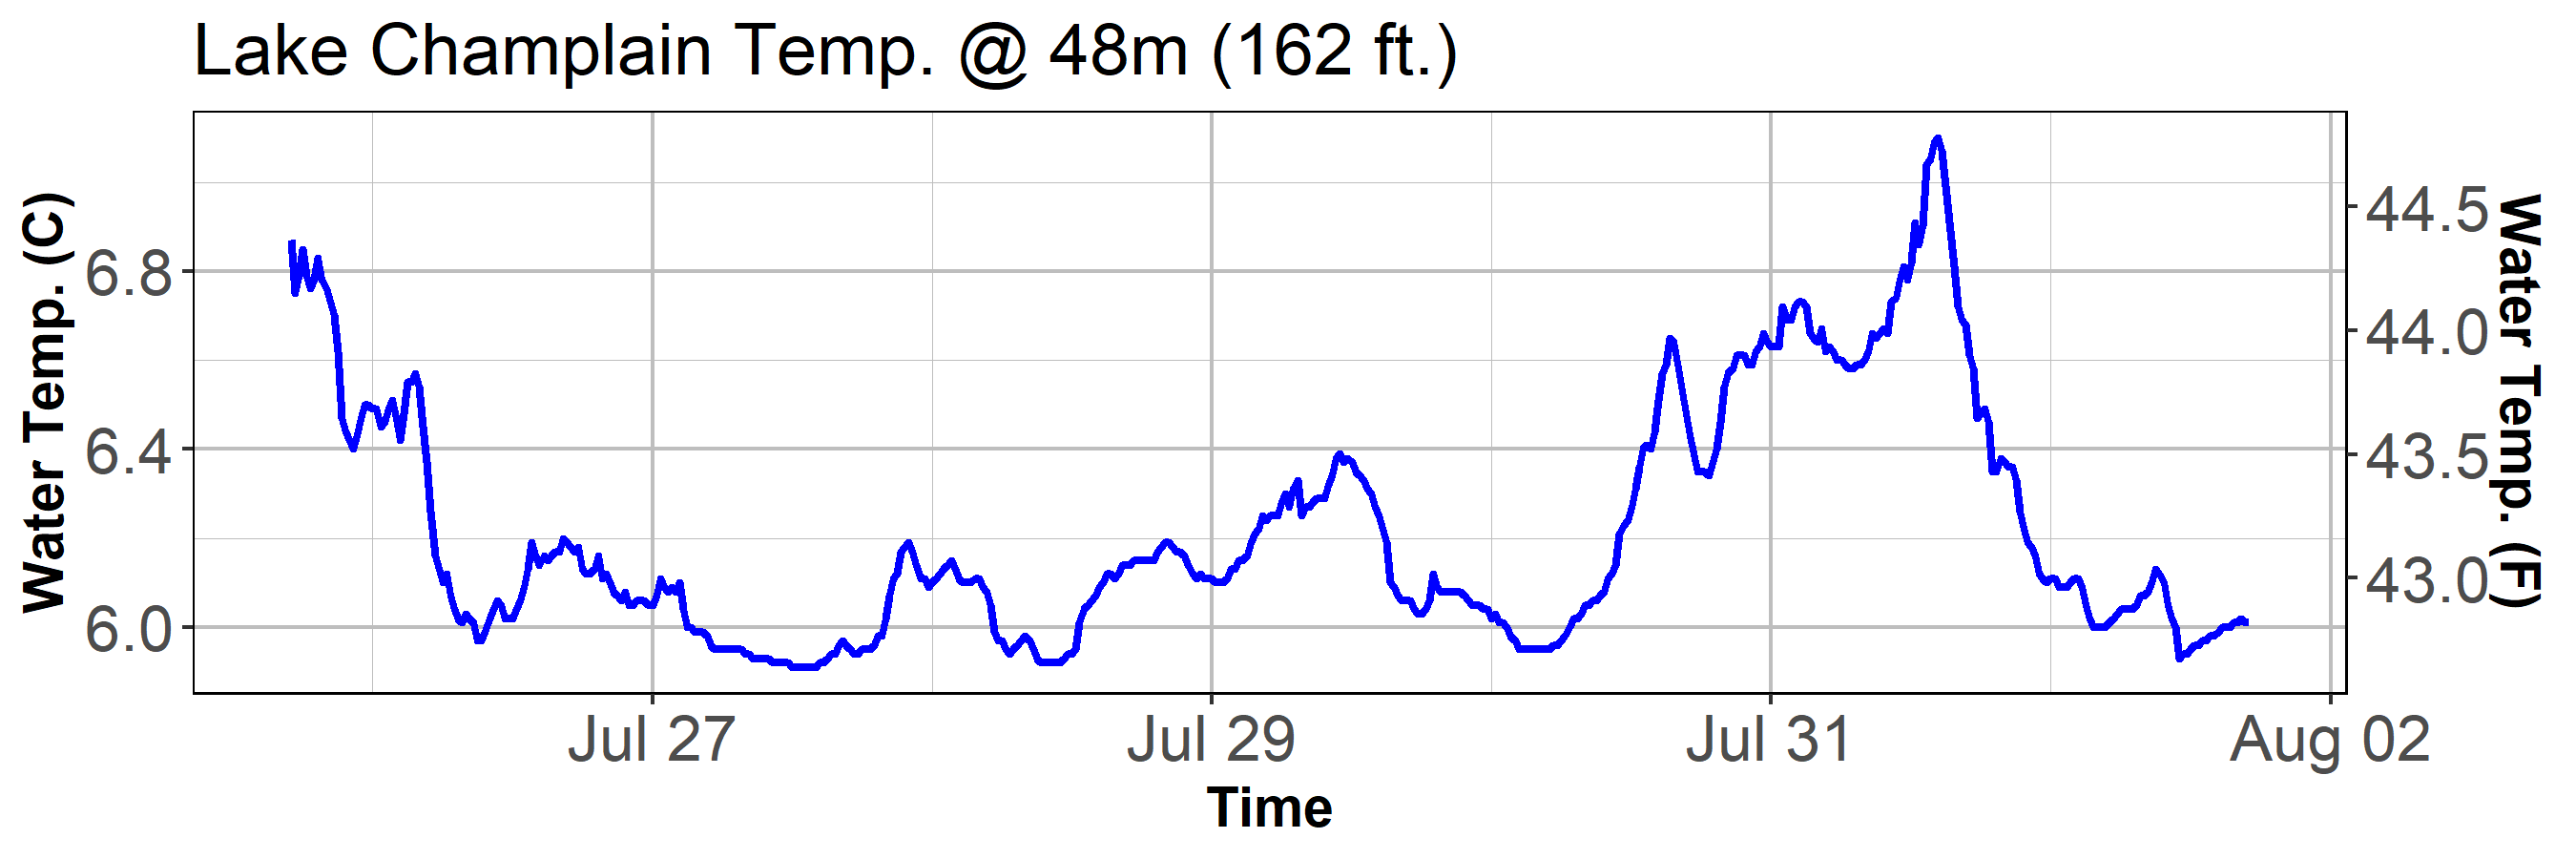 Lake Champlain Temp. @ 48m (162 ft.)
Water Temp. (C)
6.8
6.4
6.0
44.5
44.0
43.5
43.0
Water Temp. (F)
Jul 27
Jul 29
Jul 31
Aug 02
Time